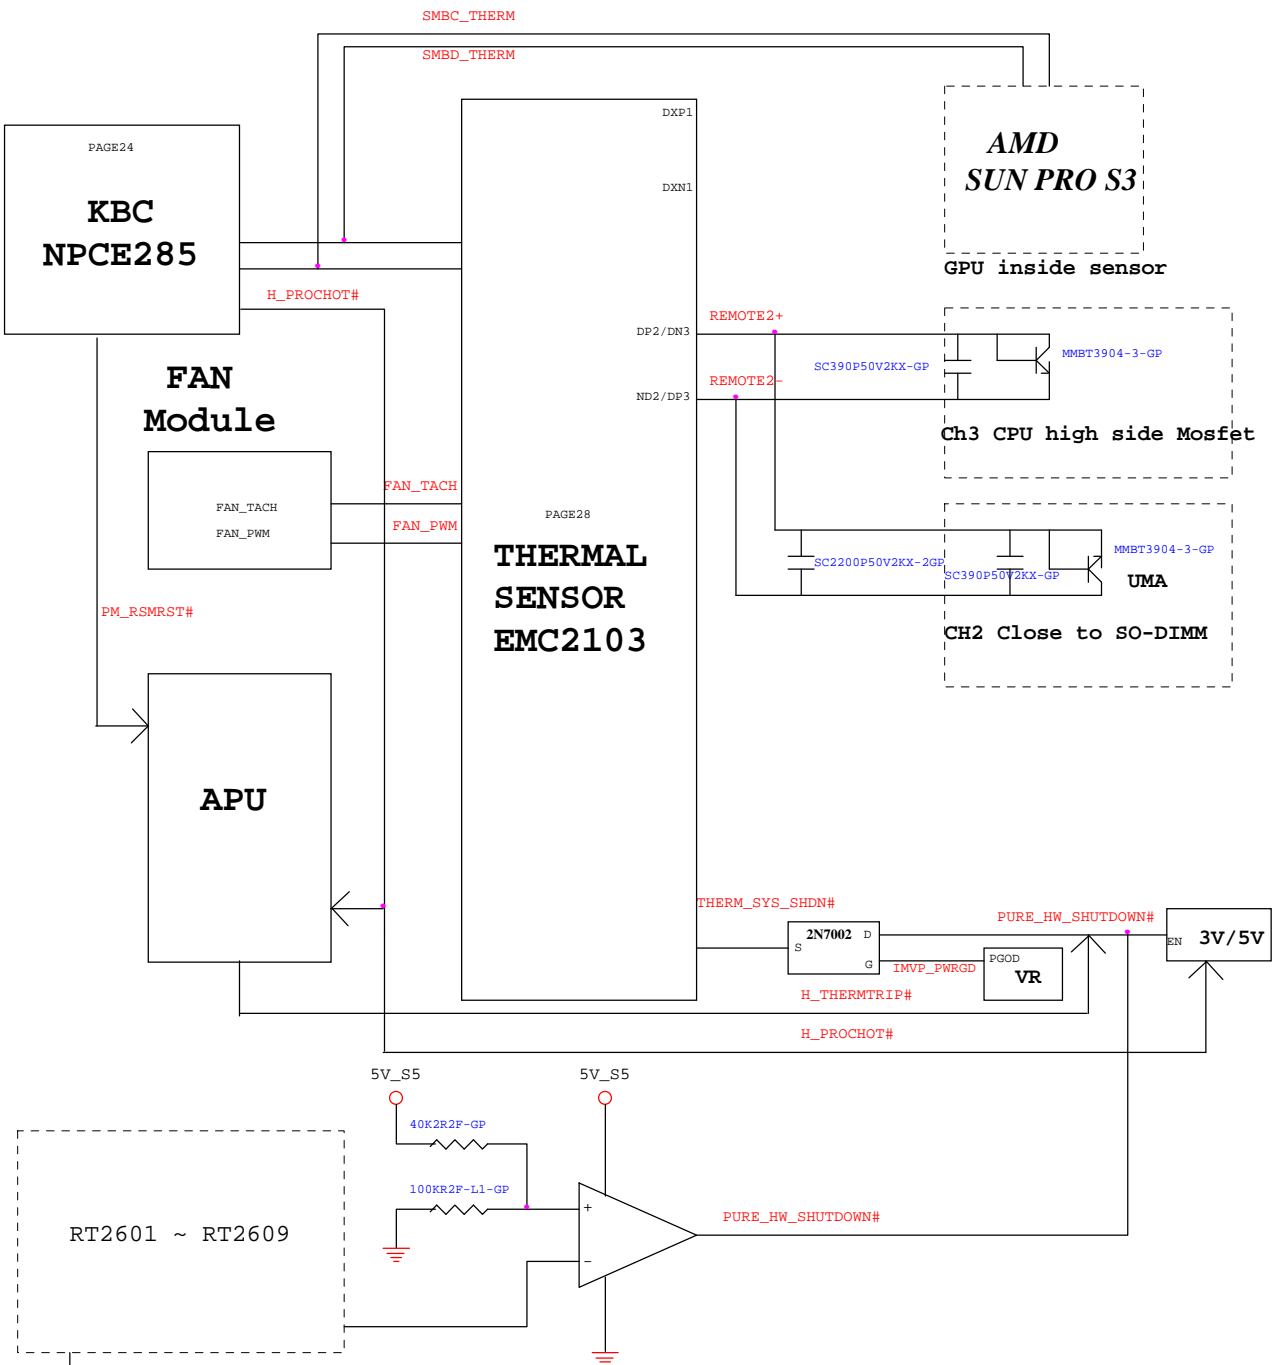 SMBC_THERM
SMBD_THERM
DXP1
DXN1
PAGE24
KBC
NPCE285
AMD
SUN PRO S3
GPU inside sensor
H_PROCHOT#
REMOTE2+
DP2/DN3
SC390P50V2KX-GP
MMBT3904-3-GP
REMOTE2-
ND2/DP3
Ch3 CPU high side Mosfet
FAN
Module
FAN_TACH
FAN_PWM
FAN_TACH
FAN_PWM
PAGE28
THERMAL
SENSOR
EMC2103
SC2200P50V2KX-2GP
SC390P50V2KX-GP
MMBT3904-3-GP
UMA
CH2 Close to SO-DIMM
PM_RSMRST#
APU
THERM_SYS_SHDN#
2N7002
D
S
G
PURE_HW_SHUTDOWN#
EN
3V/5V
IMVP_PWRGD
PGOD
VR
H_THERMTRIP#
H_PROCHOT#
5V_S5
5V_S5
40K2R2F-GP
100KR2F-L1-GP
+
-
PURE_HW_SHUTDOWN#
RT2601 ~ RT2609